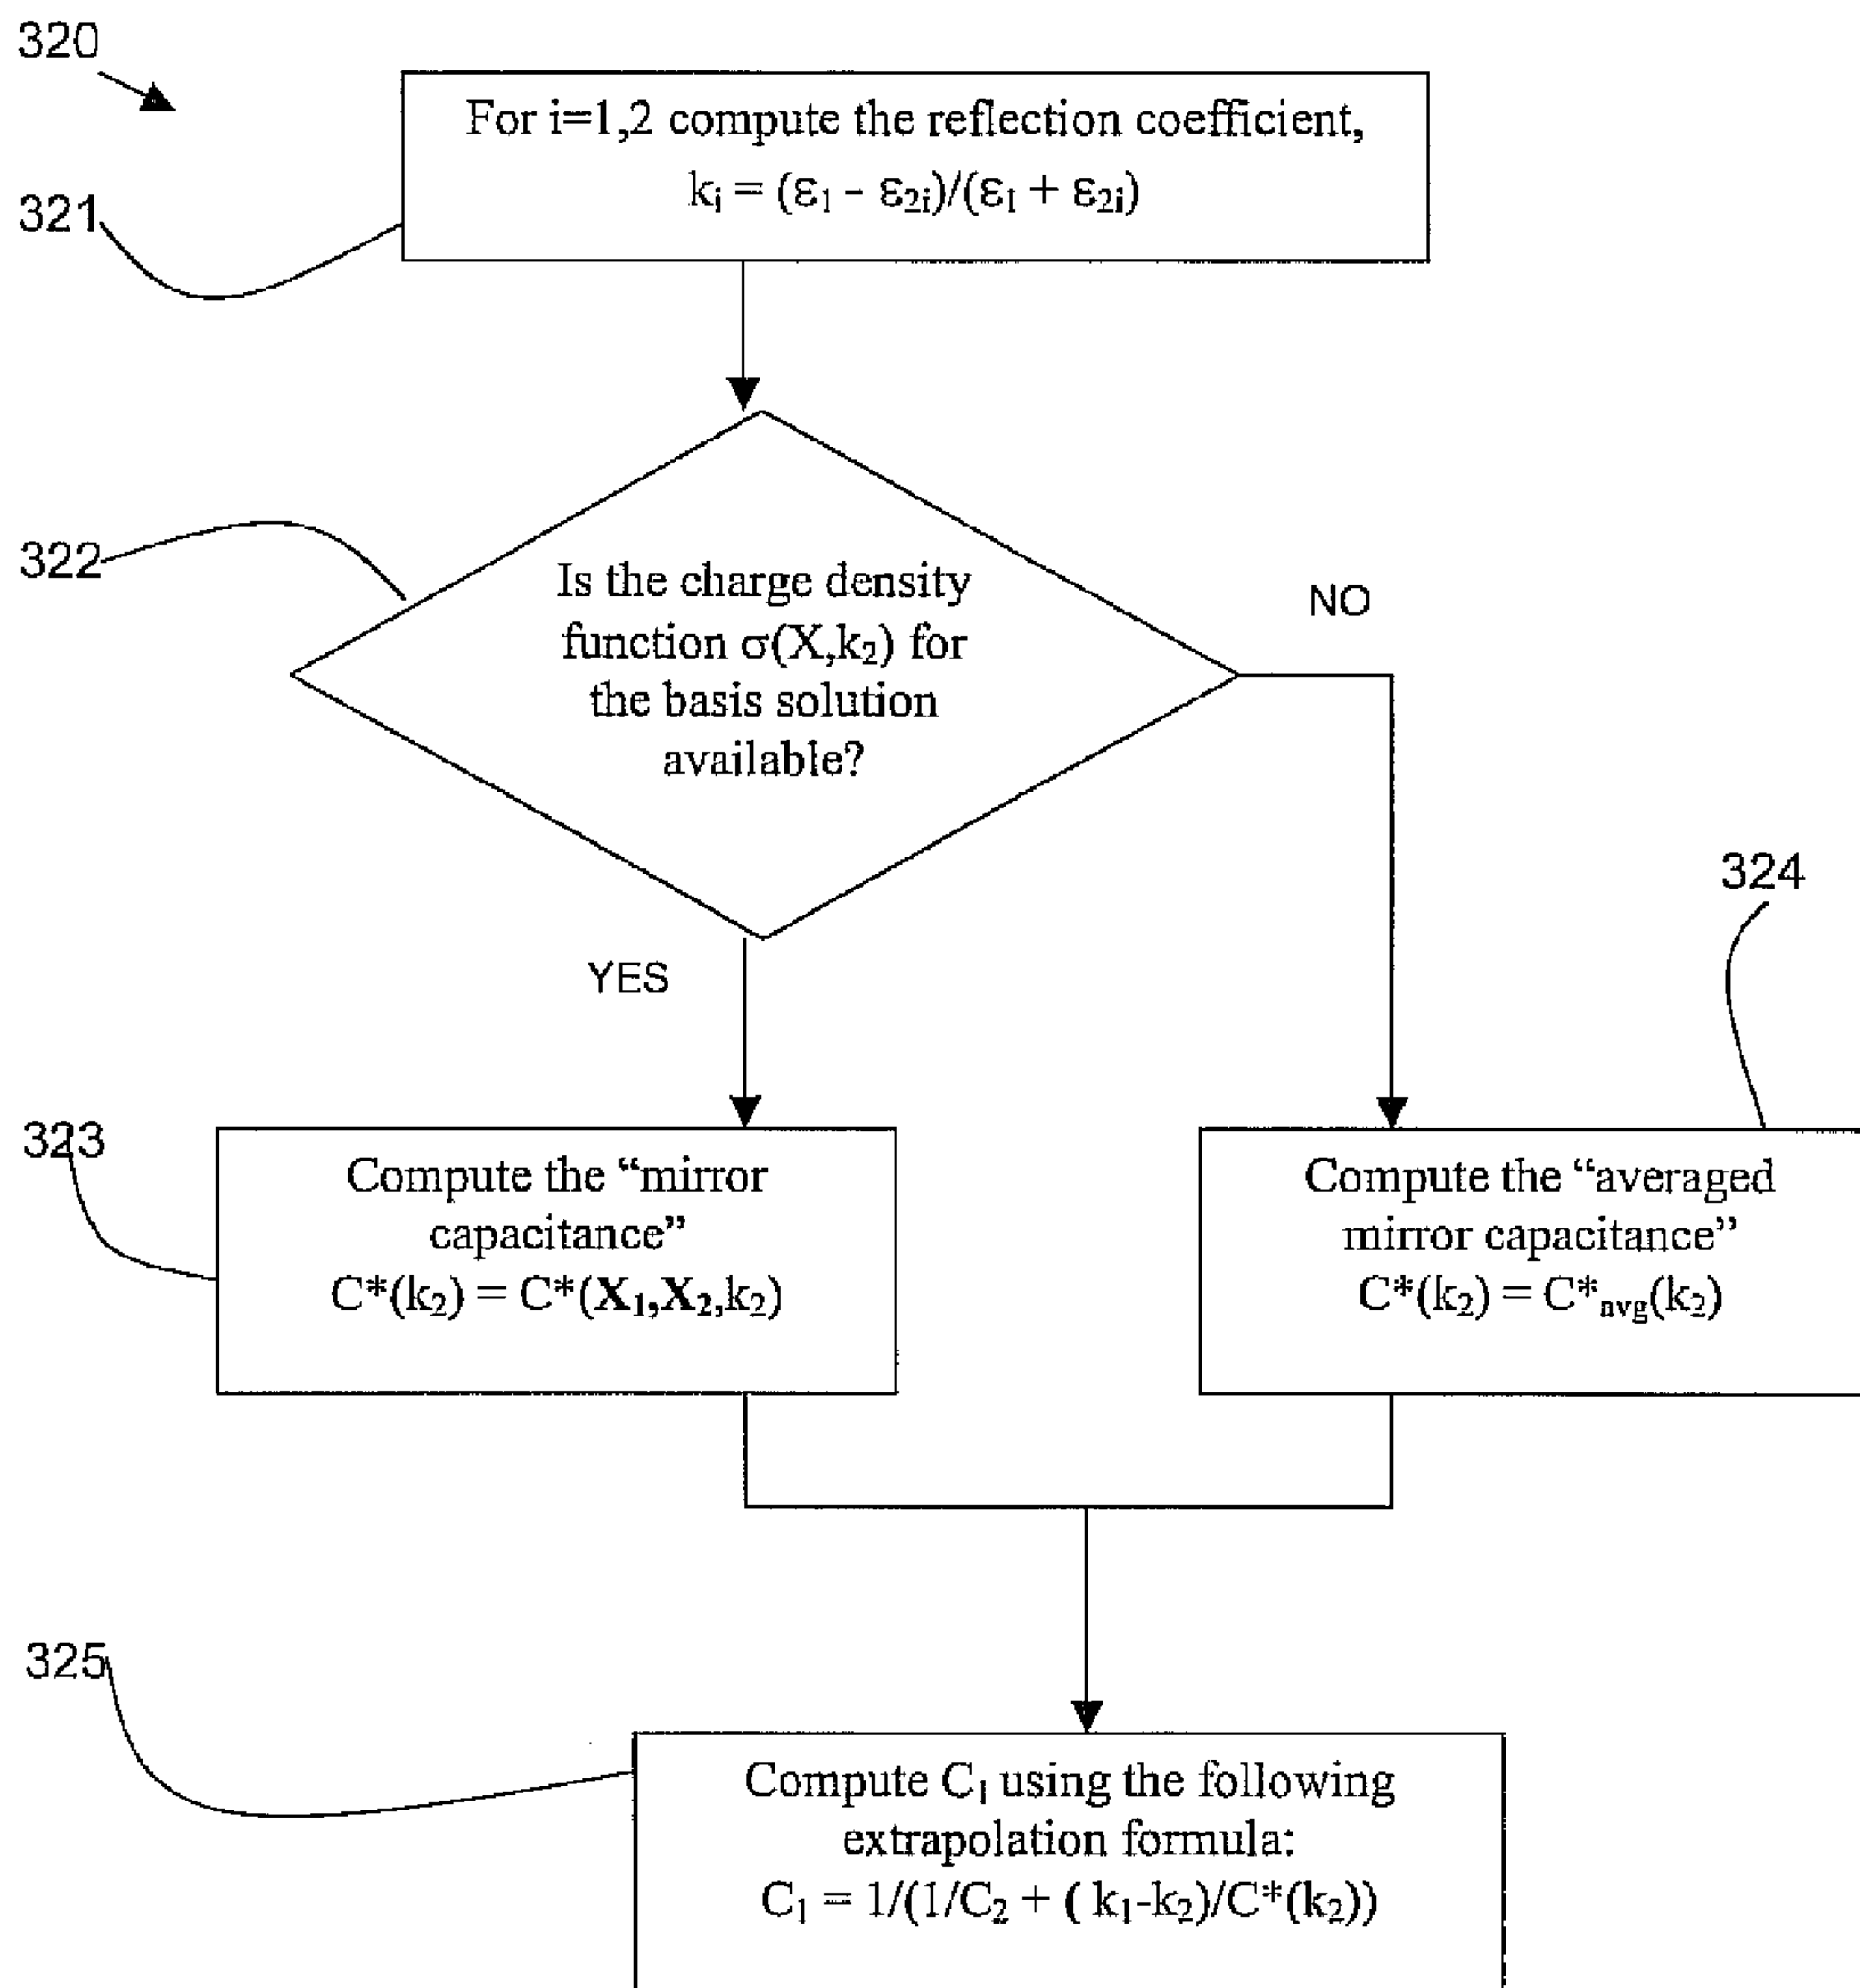 320
For i=1,2 compute the reflection coefficient,
kᵢ = (ε₁ - ε₂ᵢ)/(ε₁ + ε₂ᵢ)
321
322
Is the charge density
function σ(X,k₂) for
the basis solution
available?
NO
YES
324
323
Compute the “mirror
capacitance”
C*(k₂) = C*(X₁,X₂,k₂)
Compute the “averaged
mirror capacitance”
C*(k₂) = C*avg(k₂)
325
Compute C₁ using the following
extrapolation formula:
C₁ = 1/(1/C₂ + ( k₁-k₂)/C*(k₂))